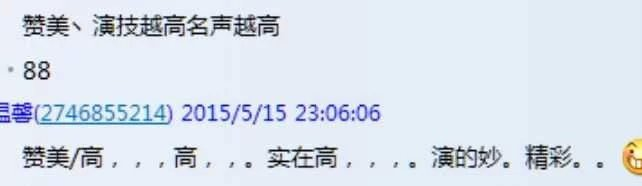 赞美、演技越高名声越高
·88
温馨(2746855214) 2015/5/15 23:06:06
赞美/高，，，高，，。实在高，，，。演的妙。精彩。。